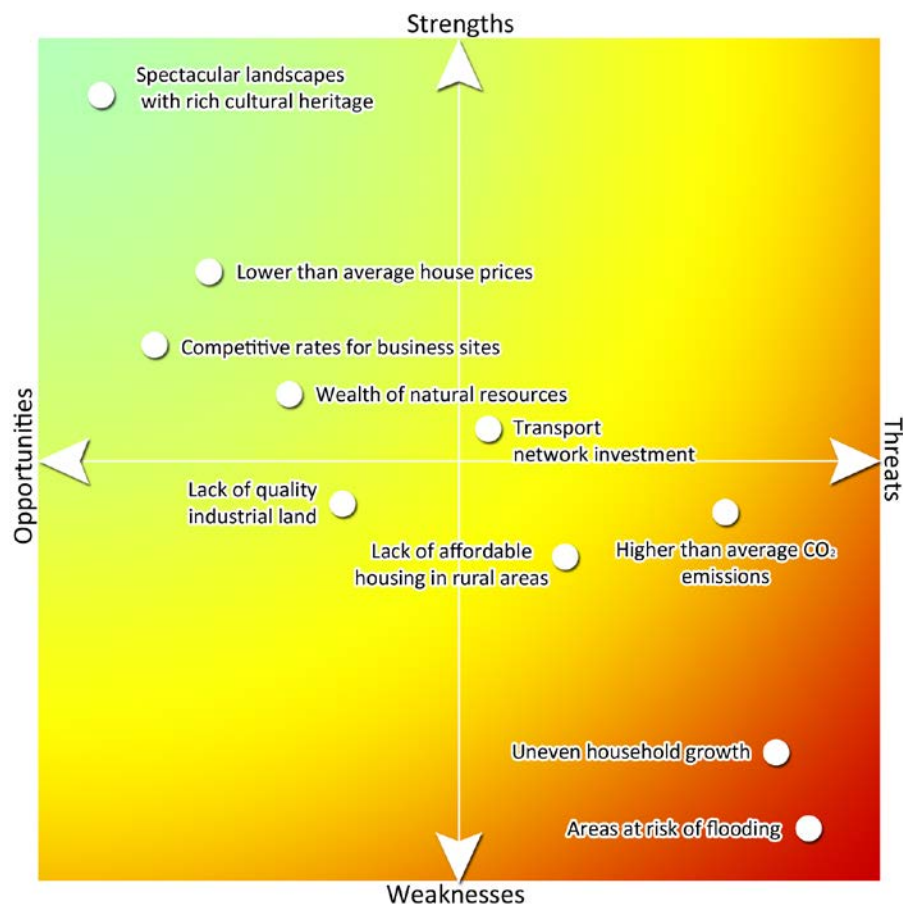 Strengths
Spectacular landscapes
with rich cultural heritage
Lower than average house prices
Competitive rates for business sites
Wealth of natural resources
Transport
network investment
Opportunities
Threats
Lack of quality
industrial land
Lack of affordable
housing in rural areas
Higher than average CO₂
emissions
Uneven household growth
Areas at risk of flooding
Weaknesses